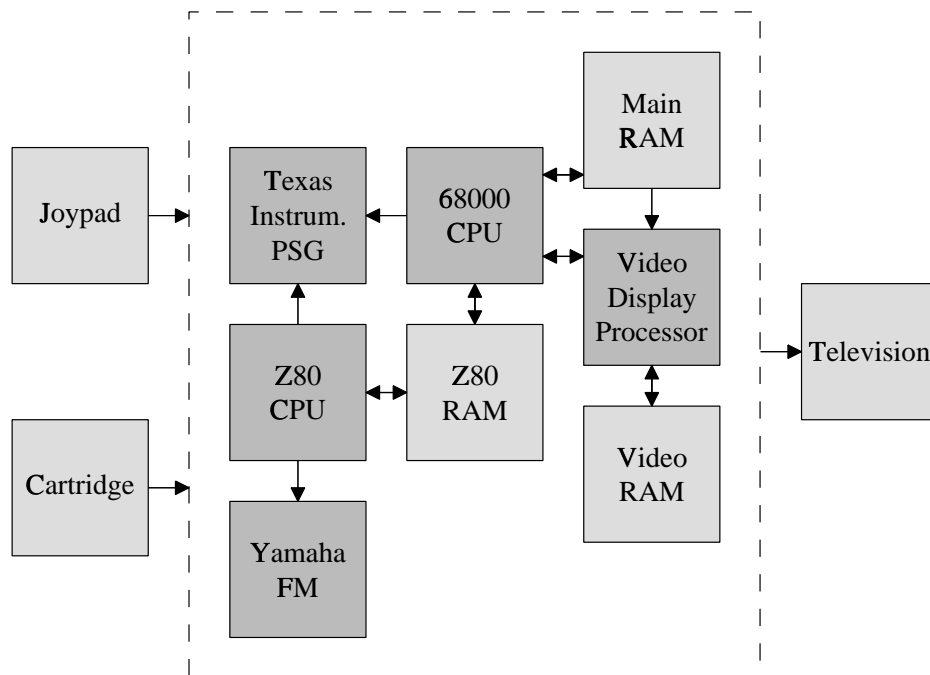 Main
RAM
Joypad
Texas
Instrum.
PSG
68000
CPU
Video
Display
Processor
Television
Z80
CPU
Z80
RAM
Cartridge
Video
RAM
Yamaha
FM